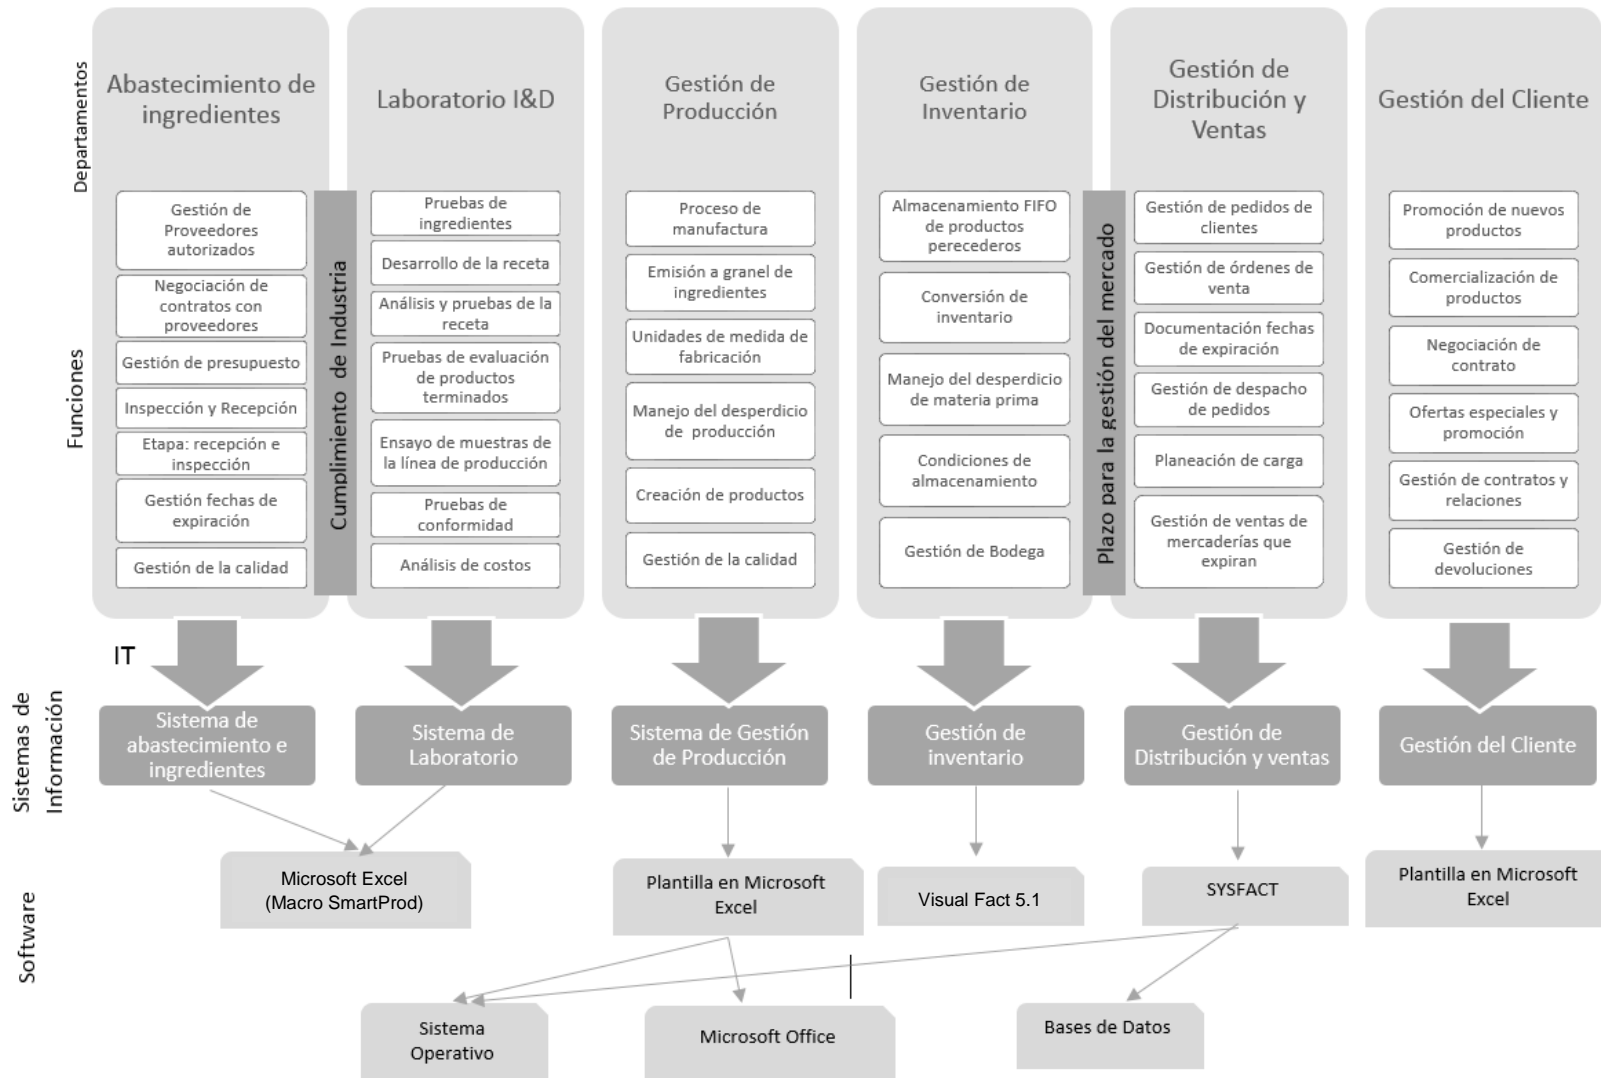 Departamentos
Abastecimiento de
ingredientes
Laboratorio I&D
Gestión de
Producción
Gestión de
Inventario
Gestión de
Distribución y
Ventas
Gestión del Cliente
Funciones
Gestión de
Proveedores
autorizados
Negociación de
contratos con
proveedores
Gestión de presupuesto
Inspección y Recepción
Etapa: recepción e
inspección
Gestión fechas de
expiración
Gestión de la calidad
Cumplimiento de Industria
Pruebas de
ingredientes
Desarrollo de la receta
Análisis y pruebas de la
receta
Pruebas de evaluación
de productos
terminados
Ensayo de muestras de
la línea de producción
Pruebas de
conformidad
Análisis de costos
Proceso de
manufactura
Emisión a granel de
ingredientes
Unidades de medida de
fabricación
Manejo del desperdicio
de producción
Creación de productos
Gestión de la calidad
Almacenamiento FIFO
de productos
perecederos
Conversión de
inventario
Manejo del desperdicio
de materia prima
Condiciones de
almacenamiento
Gestión de Bodega
Plazo para la gestión del mercado
Gestión de pedidos de
clientes
Gestión de órdenes de
venta
Documentación fechas
de expiración
Gestión de despacho
de pedidos
Planeación de carga
Gestión de ventas de
mercaderías que
expiran
Promoción de nuevos
productos
Comercialización de
productos
Negociación de
contrato
Ofertas especiales y
promoción
Gestión de contratos y
relaciones
Gestión de
devoluciones
IT
Sistemas de
Información
Sistema de
abastecimiento e
ingredientes
Sistema de
Laboratorio
Sistema de Gestión
de Producción
Gestión de
inventario
Gestión de
Distribución y ventas
Gestión del Cliente
Software
Microsoft Excel
(Macro SmartProd)
Plantilla en Microsoft
Excel
Visual Fact 5.1
SYSFACT
Plantilla en Microsoft
Excel
Sistema
Operativo
Microsoft Office
Bases de Datos